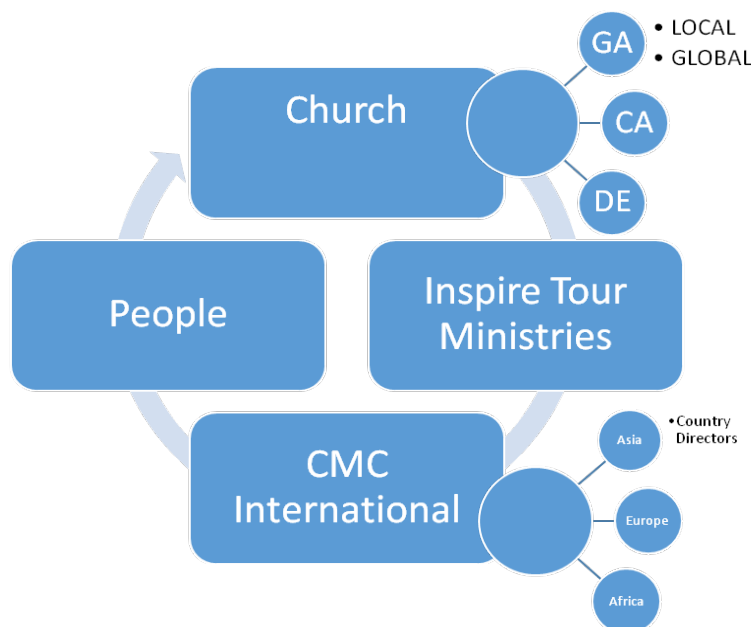 GA
• LOCAL
• GLOBAL
Church
CA
DE
People
Inspire Tour
Ministries
CMC
International
Asia
•Country
Directors
Europe
Africa